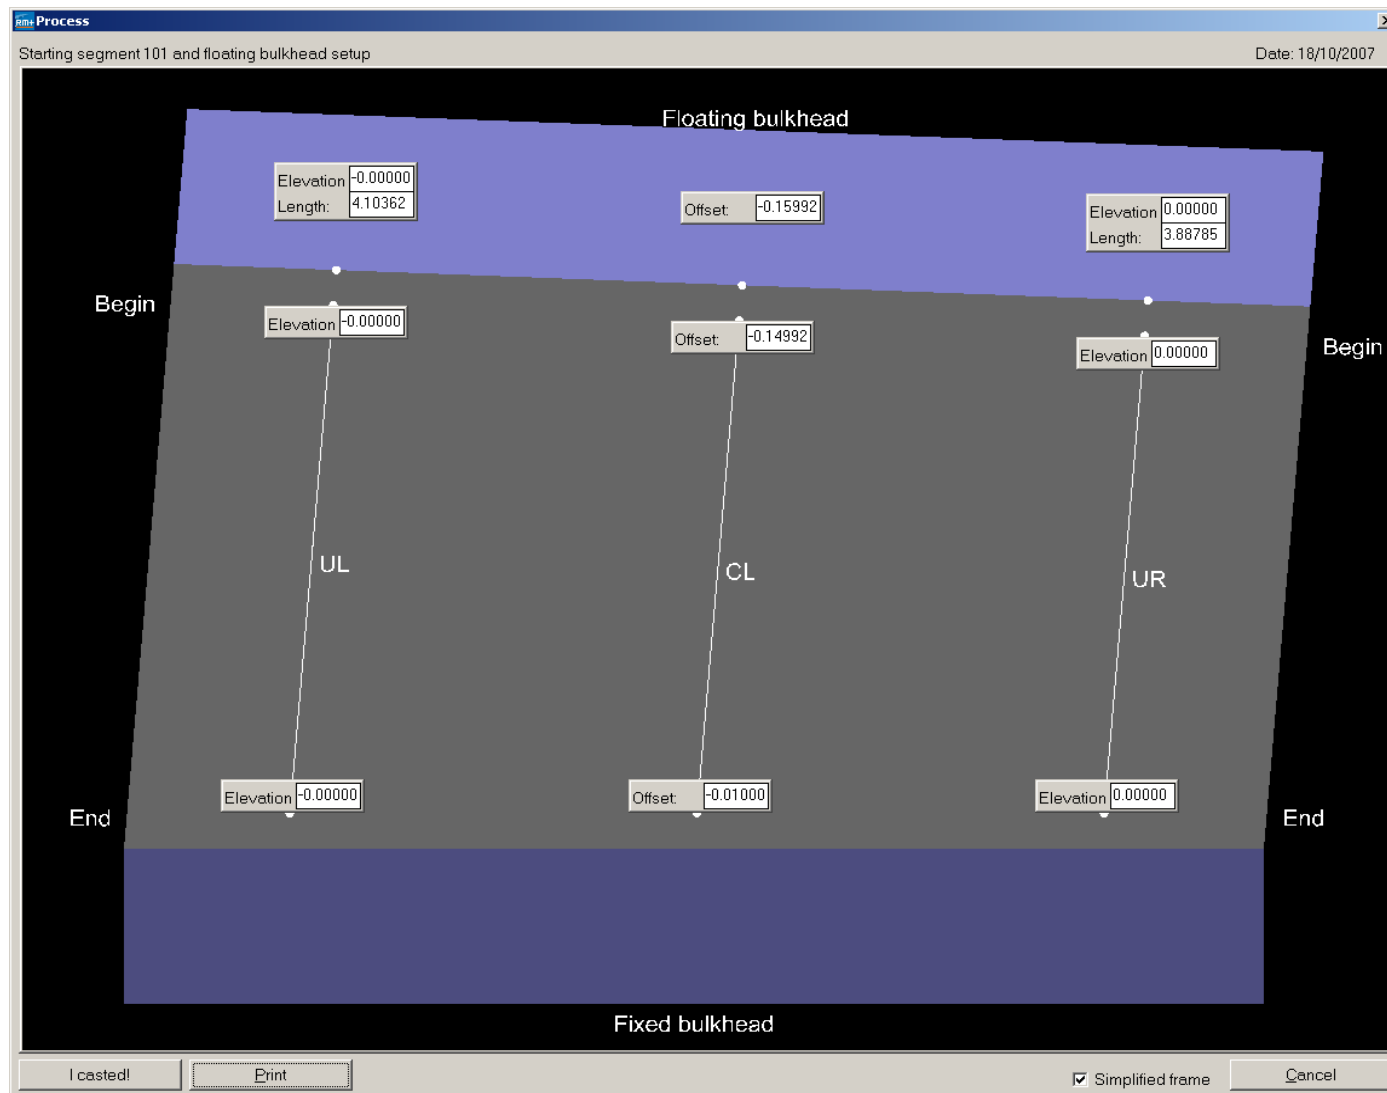 RM+ Process
Starting segment 101 and floating bulkhead setup
Date: 18/10/2007
Floating bulkhead
Elevation -0.00000
Length: 4.10362
Offset: -0.15992
Elevation 0.00000
Length: 3.88785
Begin
Elevation -0.00000
Offset: -0.14992
Elevation 0.00000
Begin
UL
CL
UR
End
Elevation -0.00000
Offset: -0.01000
Elevation 0.00000
End
Fixed bulkhead
I casted!
Print
Simplified frame
Cancel